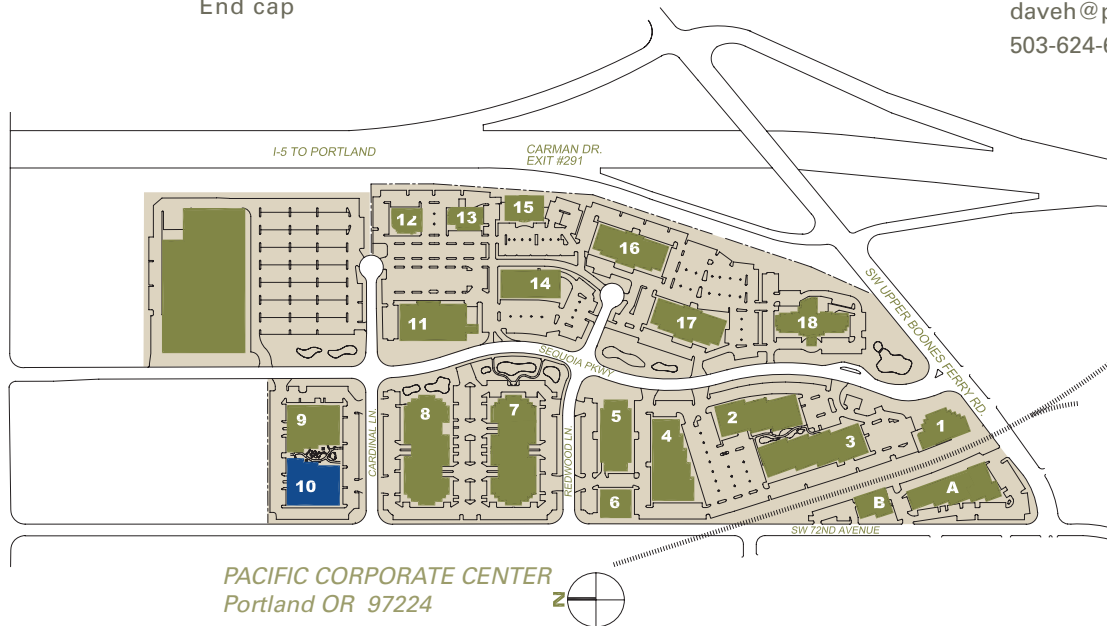 End cap
daveh@p
503-624-6
I-5 TO PORTLAND
CARMAN DR.
EXIT #291
12
13
15
16
14
11
17
18
SW UPPER BOONES FERRY RD.
SEQUOIA PKWY
9
10
CARDINAL LN.
8
7
REDWOOD LN.
5
6
4
2
3
1
A
B
SW 72ND AVENUE
PACIFIC CORPORATE CENTER
Portland OR 97224
N